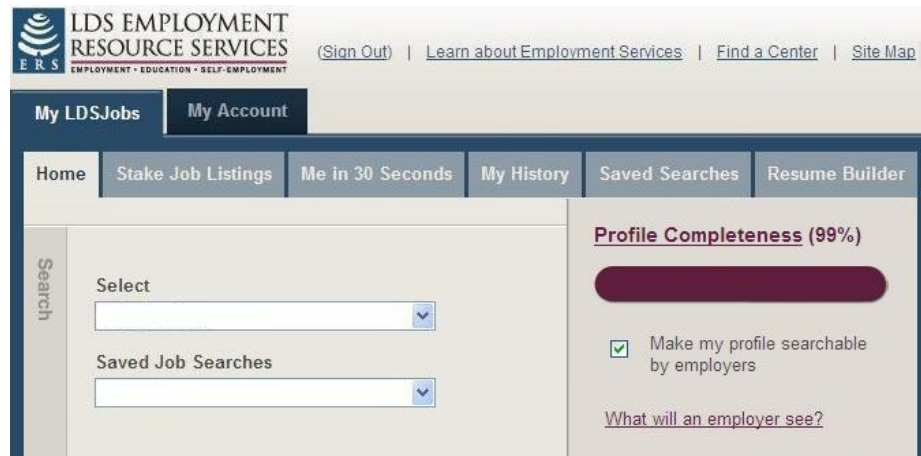 LDS EMPLOYMENT
RESOURCE SERVICES
ERS
EMPLOYMENT • EDUCATION • SELF-EMPLOYMENT
(Sign Out) | Learn about Employment Services | Find a Center | Site Map
My LDSJobs My Account
Home Stake Job Listings Me in 30 Seconds My History Saved Searches Resume Builder
Search
Select
Saved Job Searches
Profile Completeness (99%)
Make my profile searchable
by employers
What will an employer see?